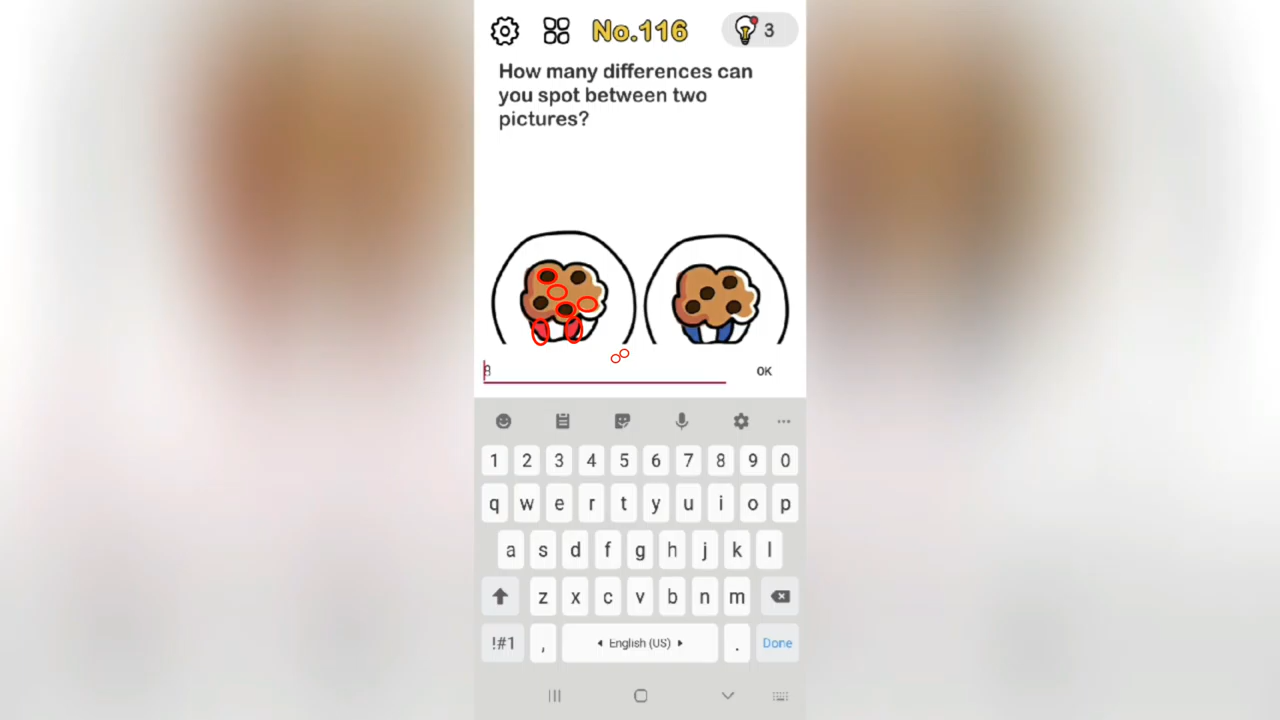 No.116
3
How many differences can
you spot between two
pictures?
8
OK
1 2 3 4 5 6 7 8 9 0
q w e r t y u i o p
a s d f g h j k l
z x c v b n m
!#1 , English (US) . Done